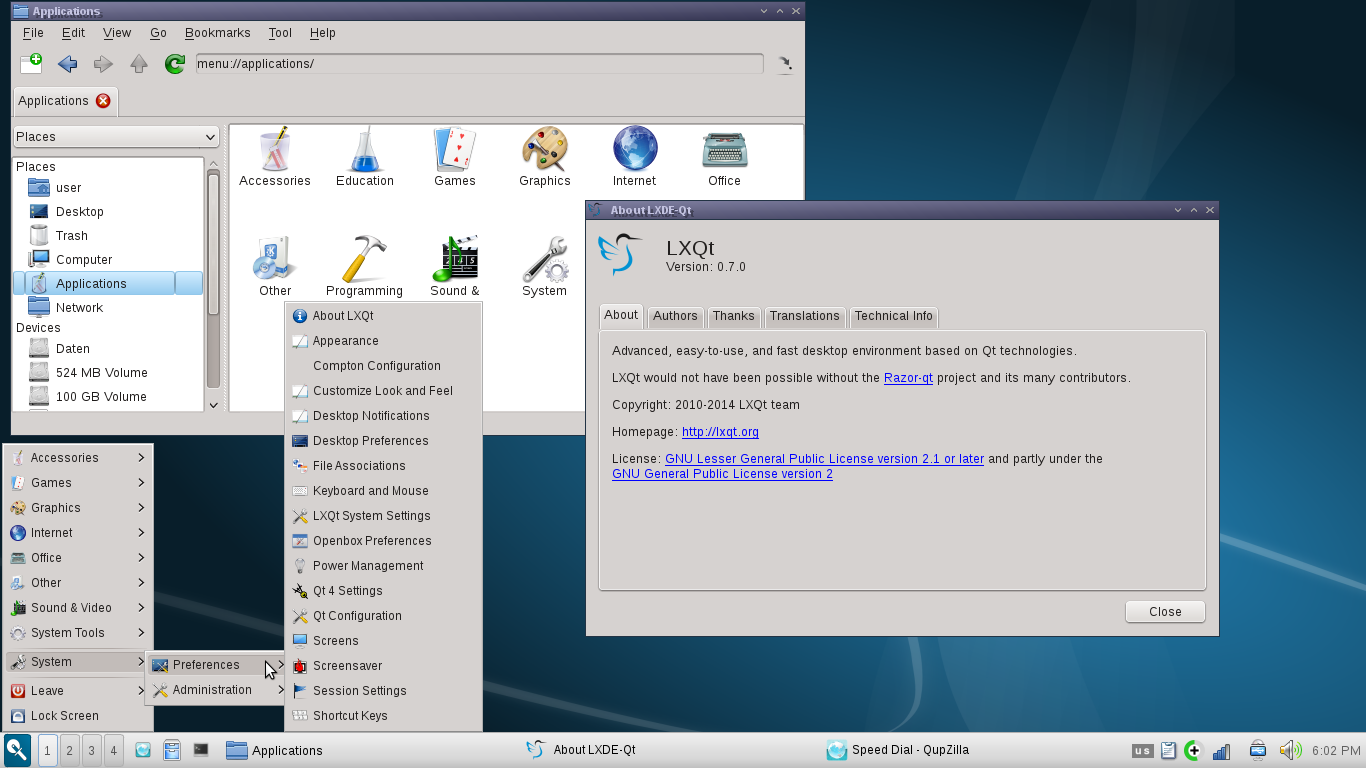 Applications
File Edit View Go Bookmarks Tool Help
menu://applications/
Applications
Places
Places
user
Desktop
Trash
Computer
Applications
Network
Devices
Daten
524 MB Volume
100 GB Volume
Accessories Education Games Graphics Internet Office
Other Programming Sound & System
About LXDE-Qt
LXQt
Version: 0.7.0
About Authors Thanks Translations Technical Info
Advanced, easy-to-use, and fast desktop environment based on Qt technologies.
LXQt would not have been possible without the Razor-qt project and its many contributors.
Copyright: 2010-2014 LXQt team
Homepage: http://lxqt.org
License: GNU Lesser General Public License version 2.1 or later and partly under the
GNU General Public License version 2
Close
Accessories
Games
Graphics
Internet
Office
Other
Sound & Video
System Tools
System
Leave
Lock Screen
Preferences
Administration
About LXQt
Appearance
Compton Configuration
Customize Look and Feel
Desktop Notifications
Desktop Preferences
File Associations
Keyboard and Mouse
LXQt System Settings
Openbox Preferences
Power Management
Qt 4 Settings
Qt Configuration
Screens
Screensaver
Session Settings
Shortcut Keys
1 2 3 4 Applications About LXDE-Qt Speed Dial - QupZilla us 6:02 PM